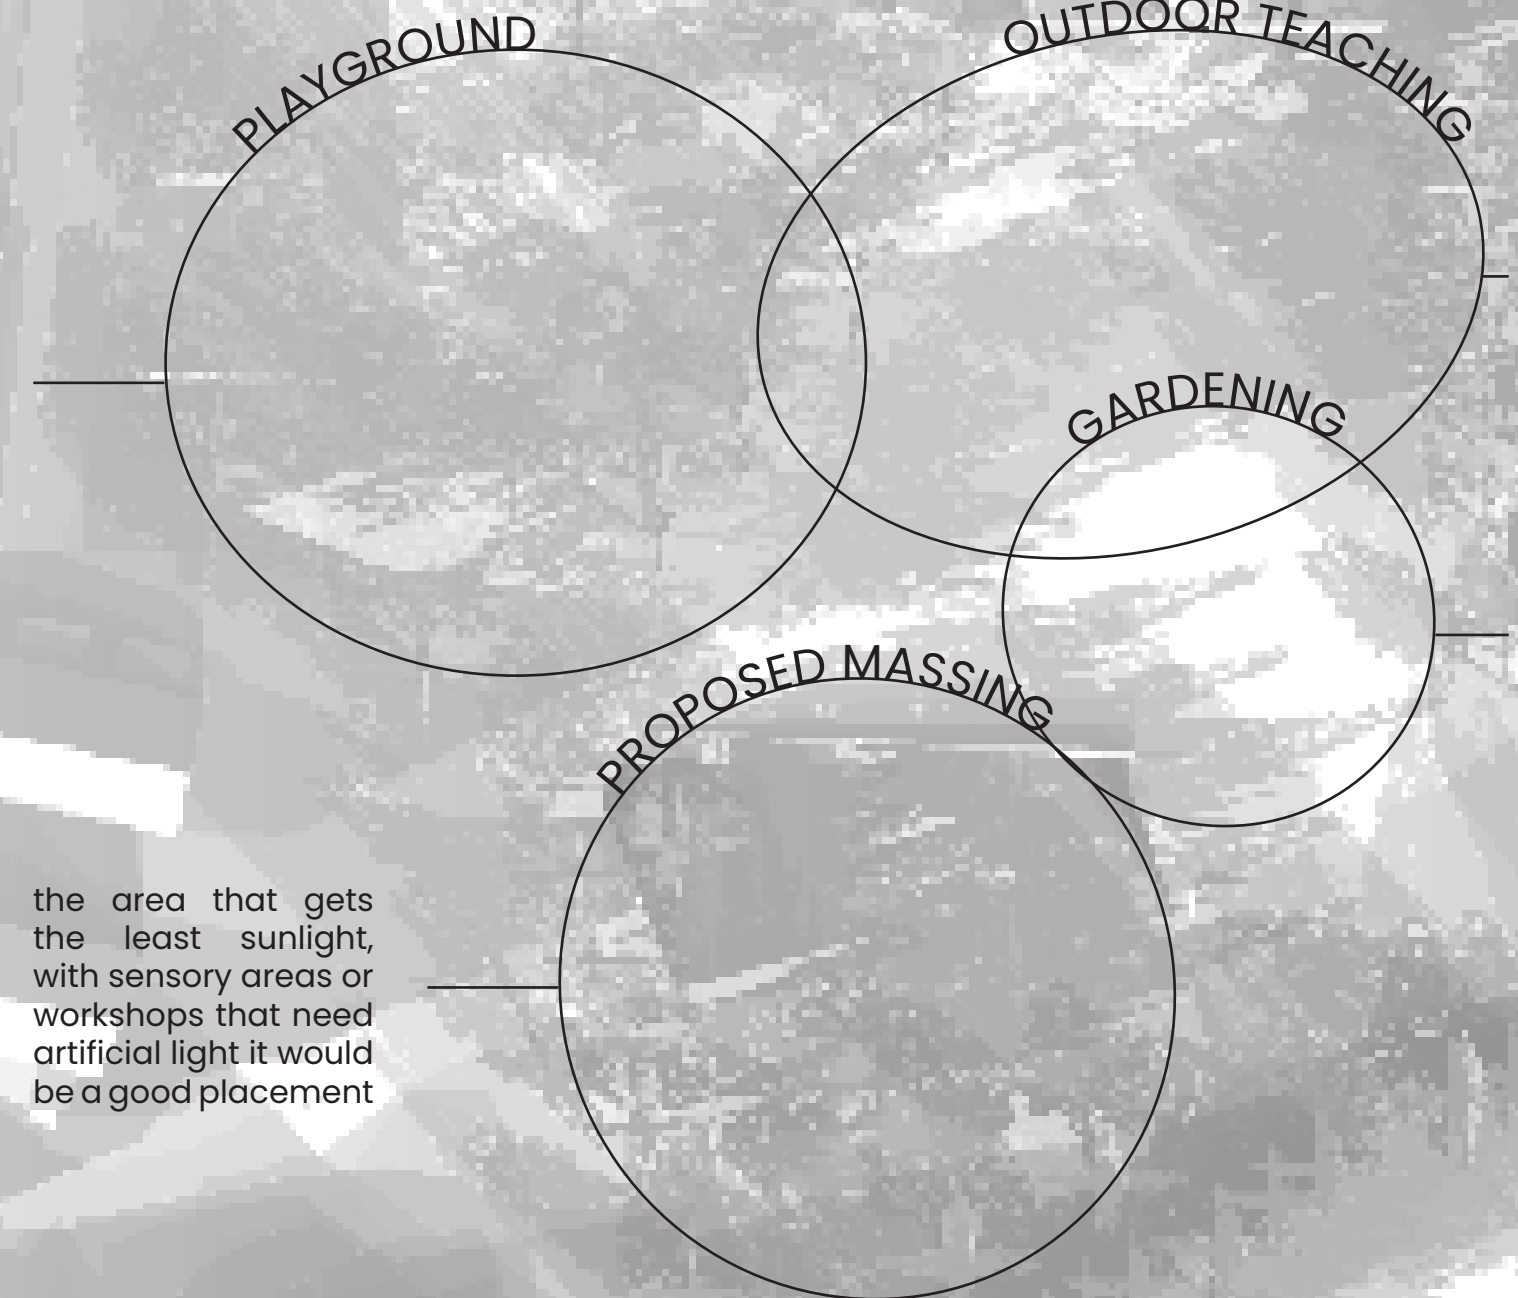 PLAYGROUND
OUTDOOR TEACHING
GARDENING
PROPOSED MASSING
the area that gets
the least sunlight,
with sensory areas or
workshops that need
artificial light it would
be a good placement